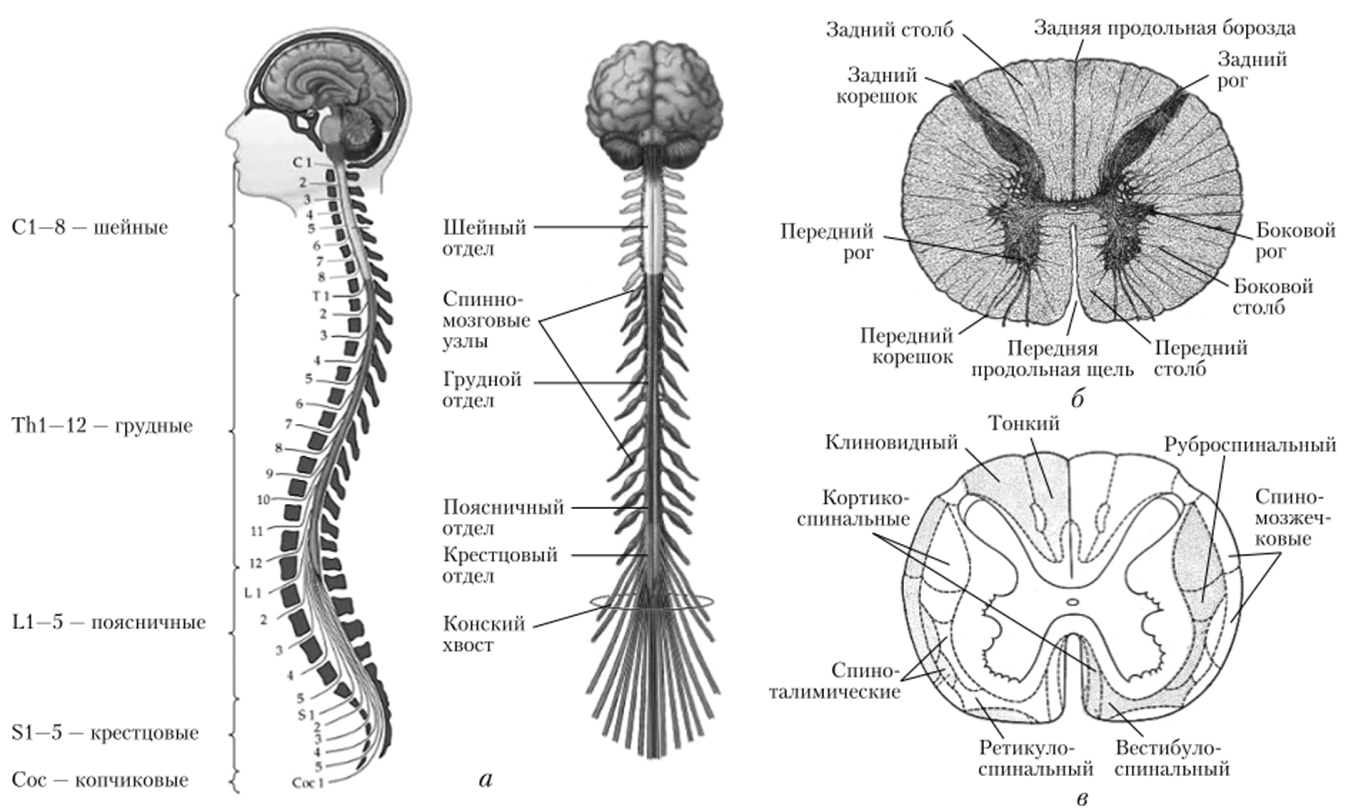 C1—8 — шейные
Th1—12 — грудные
L1—5 — поясничные
S1—5 — крестцовые
Coc — копчиковые
C 1
2
3
4
5
6
7
8
T 1
2
3
4
5
6
7
8
9
10
11
12
L 1
2
3
4
5
S 1
2
3
4
5
Coc 1
Шейный
отдел
Спинно-
мозговые
узлы
Грудной
отдел
Поясничный
отдел
Крестцовый
отдел
Конский
хвост
а
Задний столб
Задняя продольная борозда
Задний
корешок
Задний
рог
Передний
рог
Боковой
рог
Боковой
столб
Передний
корешок
Передняя
продольная щель
Передний
столб
б
Тонкий
Клиновидный
Руброспинальный
Кортико-
спинальные
Спино-
мозжеч-
ковые
Спино-
талимические
Ретикуло-
спинальный
Вестибуло-
спинальный
в